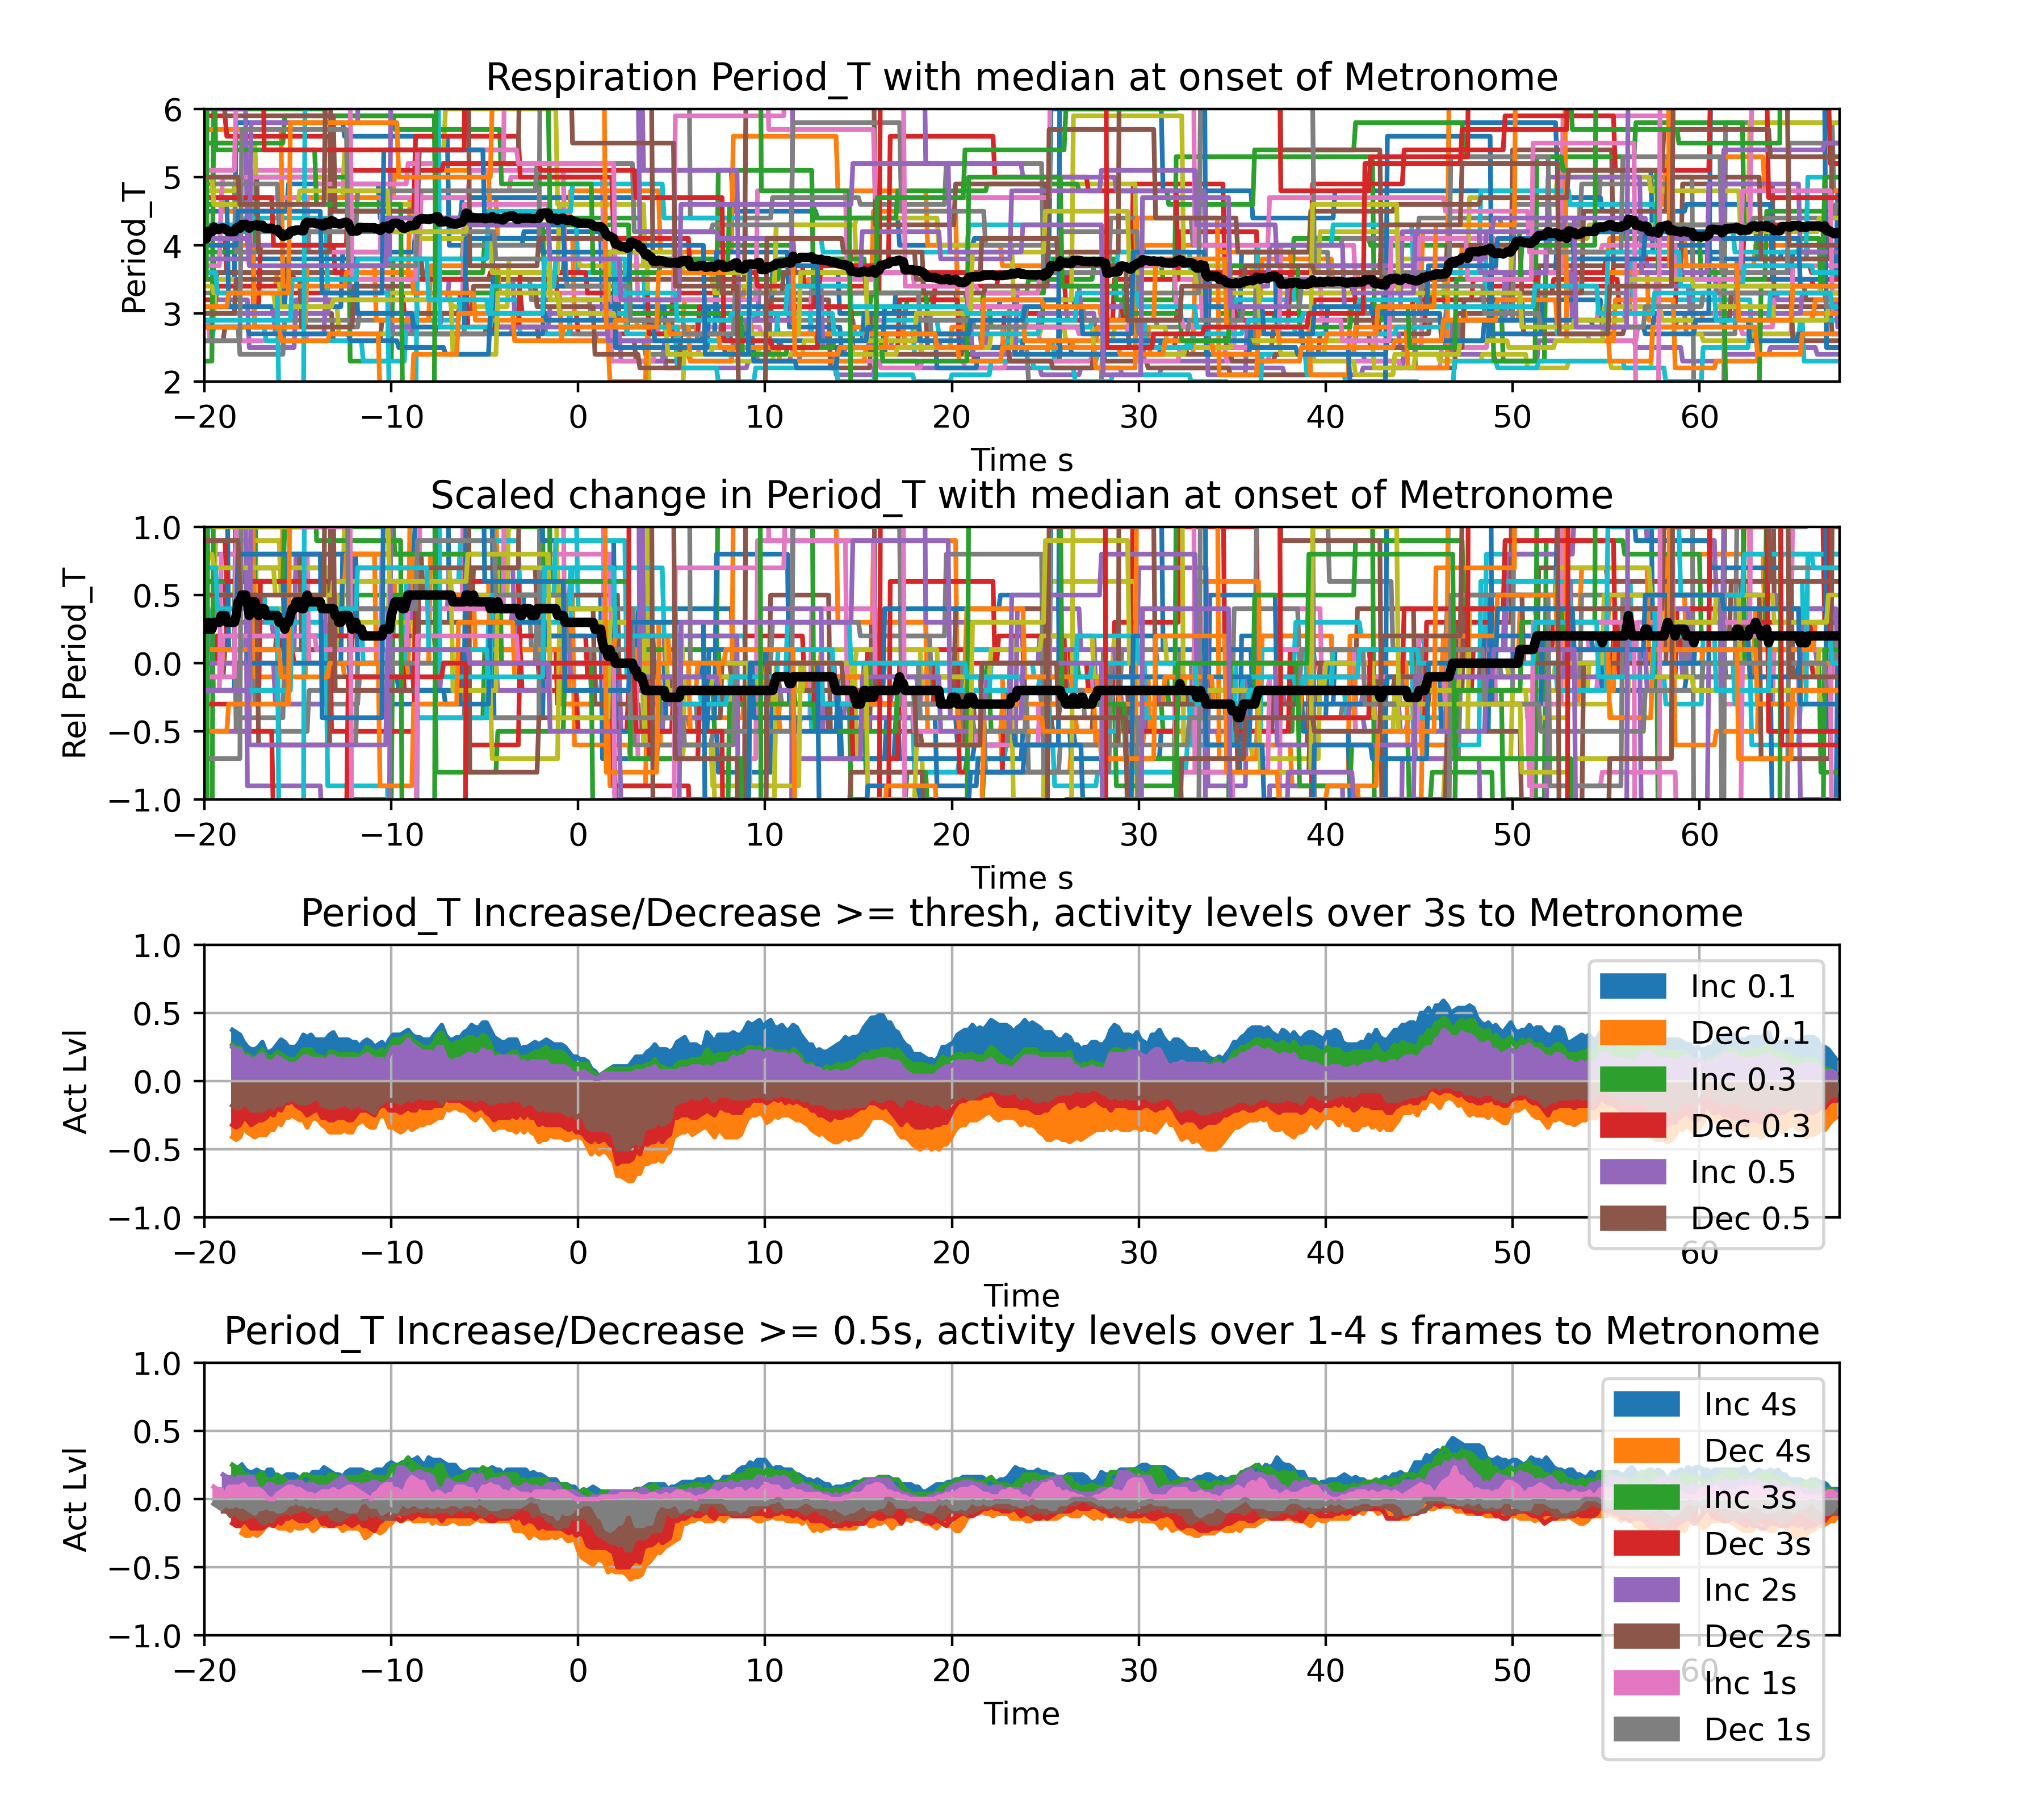 Respiration Period_T with median at onset of Metronome
6
5
4
3
2
Period_T
−20 −10 0 10 20 30 40 50 60
Time s
Scaled change in Period_T with median at onset of Metronome
1.0
0.5
0.0
−0.5
−1.0
Rel Period_T
−20 −10 0 10 20 30 40 50 60
Time s
Period_T Increase/Decrease >= thresh, activity levels over 3s to Metronome
1.0
0.5
0.0
−0.5
−1.0
Act Lvl
Inc 0.1
Dec 0.1
Inc 0.3
Dec 0.3
Inc 0.5
Dec 0.5
−20 −10 0 10 20 30 40 50 60
Time
Period_T Increase/Decrease >= 0.5s, activity levels over 1-4 s frames to Metronome
1.0
0.5
0.0
−0.5
−1.0
Act Lvl
Inc 4s
Dec 4s
Inc 3s
Dec 3s
Inc 2s
Dec 2s
Inc 1s
Dec 1s
−20 −10 0 10 20 30 40 50 60
Time